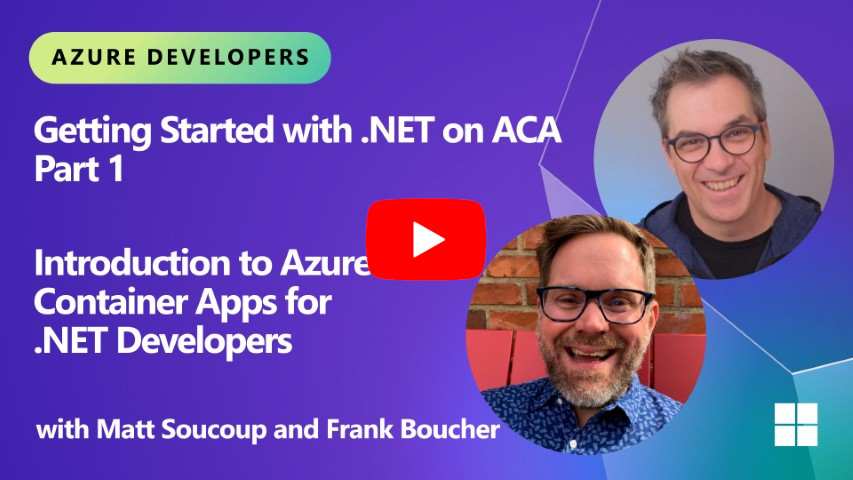 AZURE DEVELOPERS
Getting Started with .NET on ACA
Part 1
Introduction to Azure
Container Apps for
.NET Developers
with Matt Soucoup and Frank Boucher